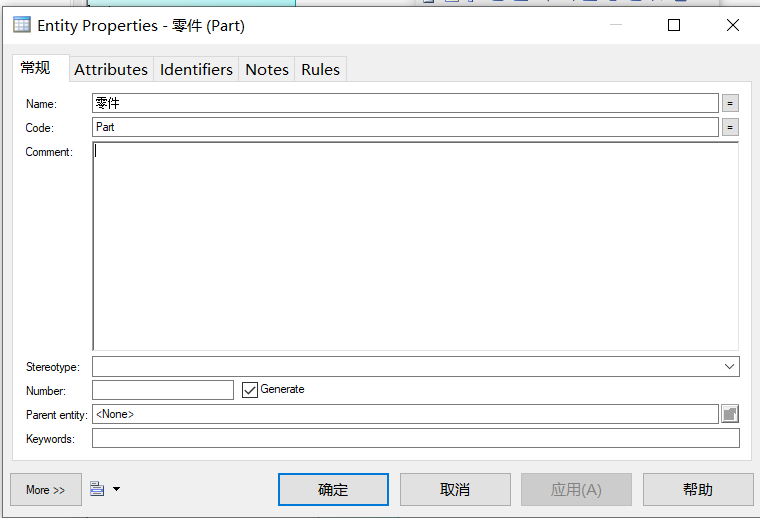 Entity Properties - 零件 (Part)
常规 Attributes Identifiers Notes Rules
Name: 零件 =
Code: Part =
Comment:
Stereotype:
Number: Generate
Parent entity: <None>
Keywords:
More >> 确定 取消 应用(A) 帮助